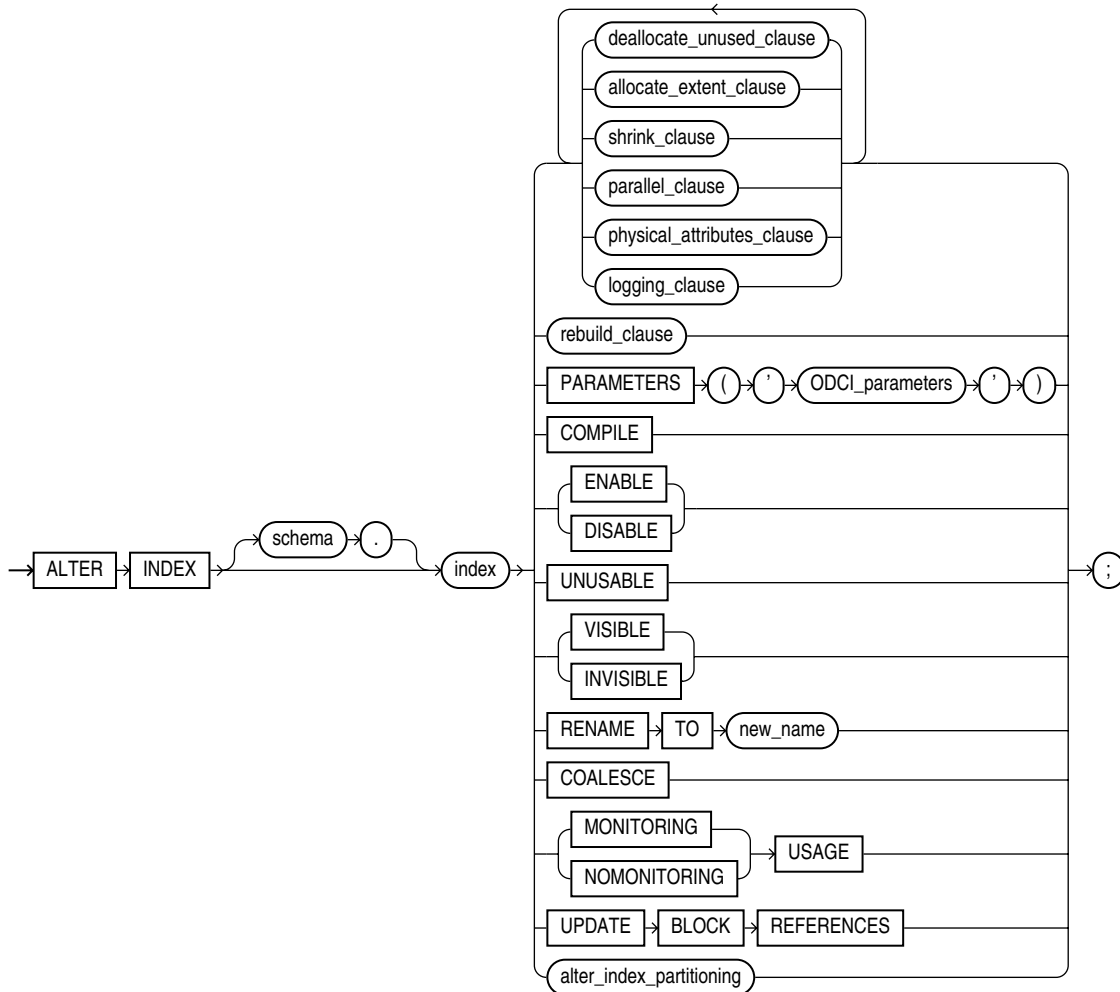 deallocate_unused_clause
allocate_extent_clause
shrink_clause
parallel_clause
physical_attributes_clause
logging_clause
rebuild_clause
PARAMETERS ( ' ODCI_parameters ' )
COMPILE
ENABLE
DISABLE
ALTER INDEX schema . index
UNUSABLE
;
VISIBLE
INVISIBLE
RENAME TO new_name
COALESCE
MONITORING
NOMONITORING
USAGE
UPDATE BLOCK REFERENCES
alter_index_partitioning